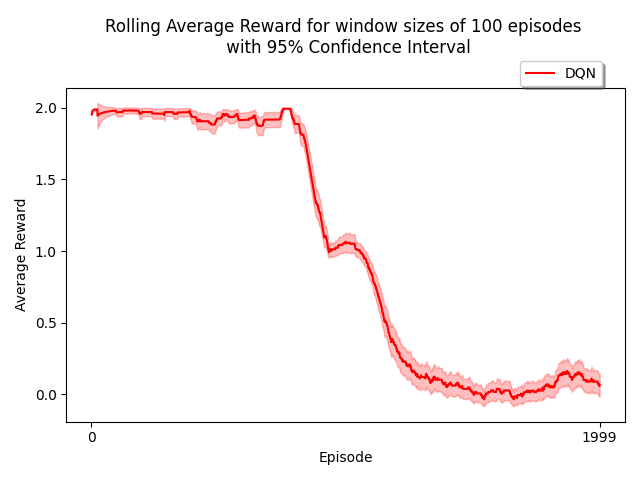 Rolling Average Reward for window sizes of 100 episodes
with 95% Confidence Interval
DQN
2.0
1.5
1.0
0.5
0.0
Average Reward
0
1999
Episode